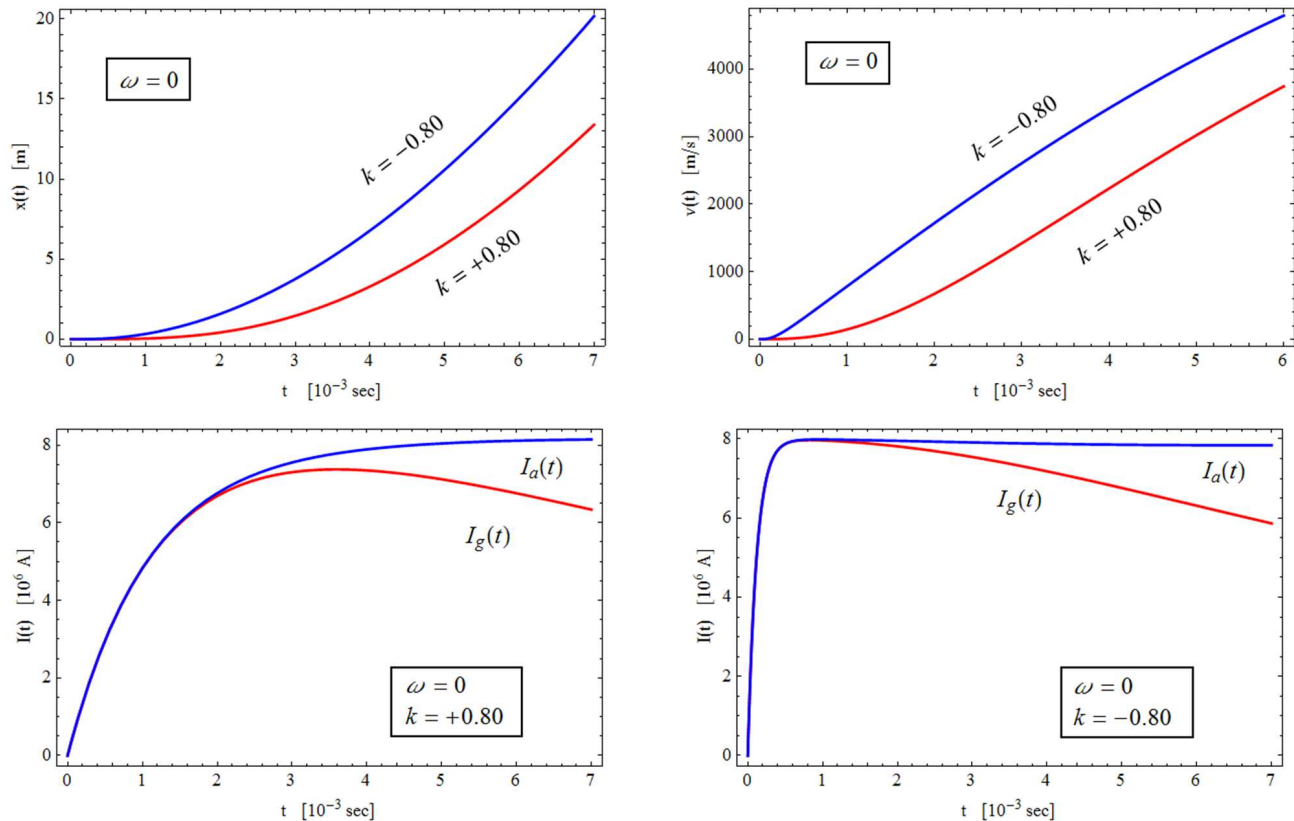 20
15
10
5
0
x(t) [m]
ω = 0
k = −0.80
k = +0.80
0 1 2 3 4 5 6 7
t [10⁻³ sec]
4000
3000
2000
1000
0
v(t) [m/s]
ω = 0
k = −0.80
k = +0.80
0 1 2 3 4 5 6
t [10⁻³ sec]
8
6
4
2
0
I(t) [10⁶ A]
Iₐ(t)
I_g(t)
ω = 0
k = +0.80
0 1 2 3 4 5 6 7
t [10⁻³ sec]
8
6
4
2
0
I(t) [10⁶ A]
Iₐ(t)
I_g(t)
ω = 0
k = −0.80
0 1 2 3 4 5 6 7
t [10⁻³ sec]